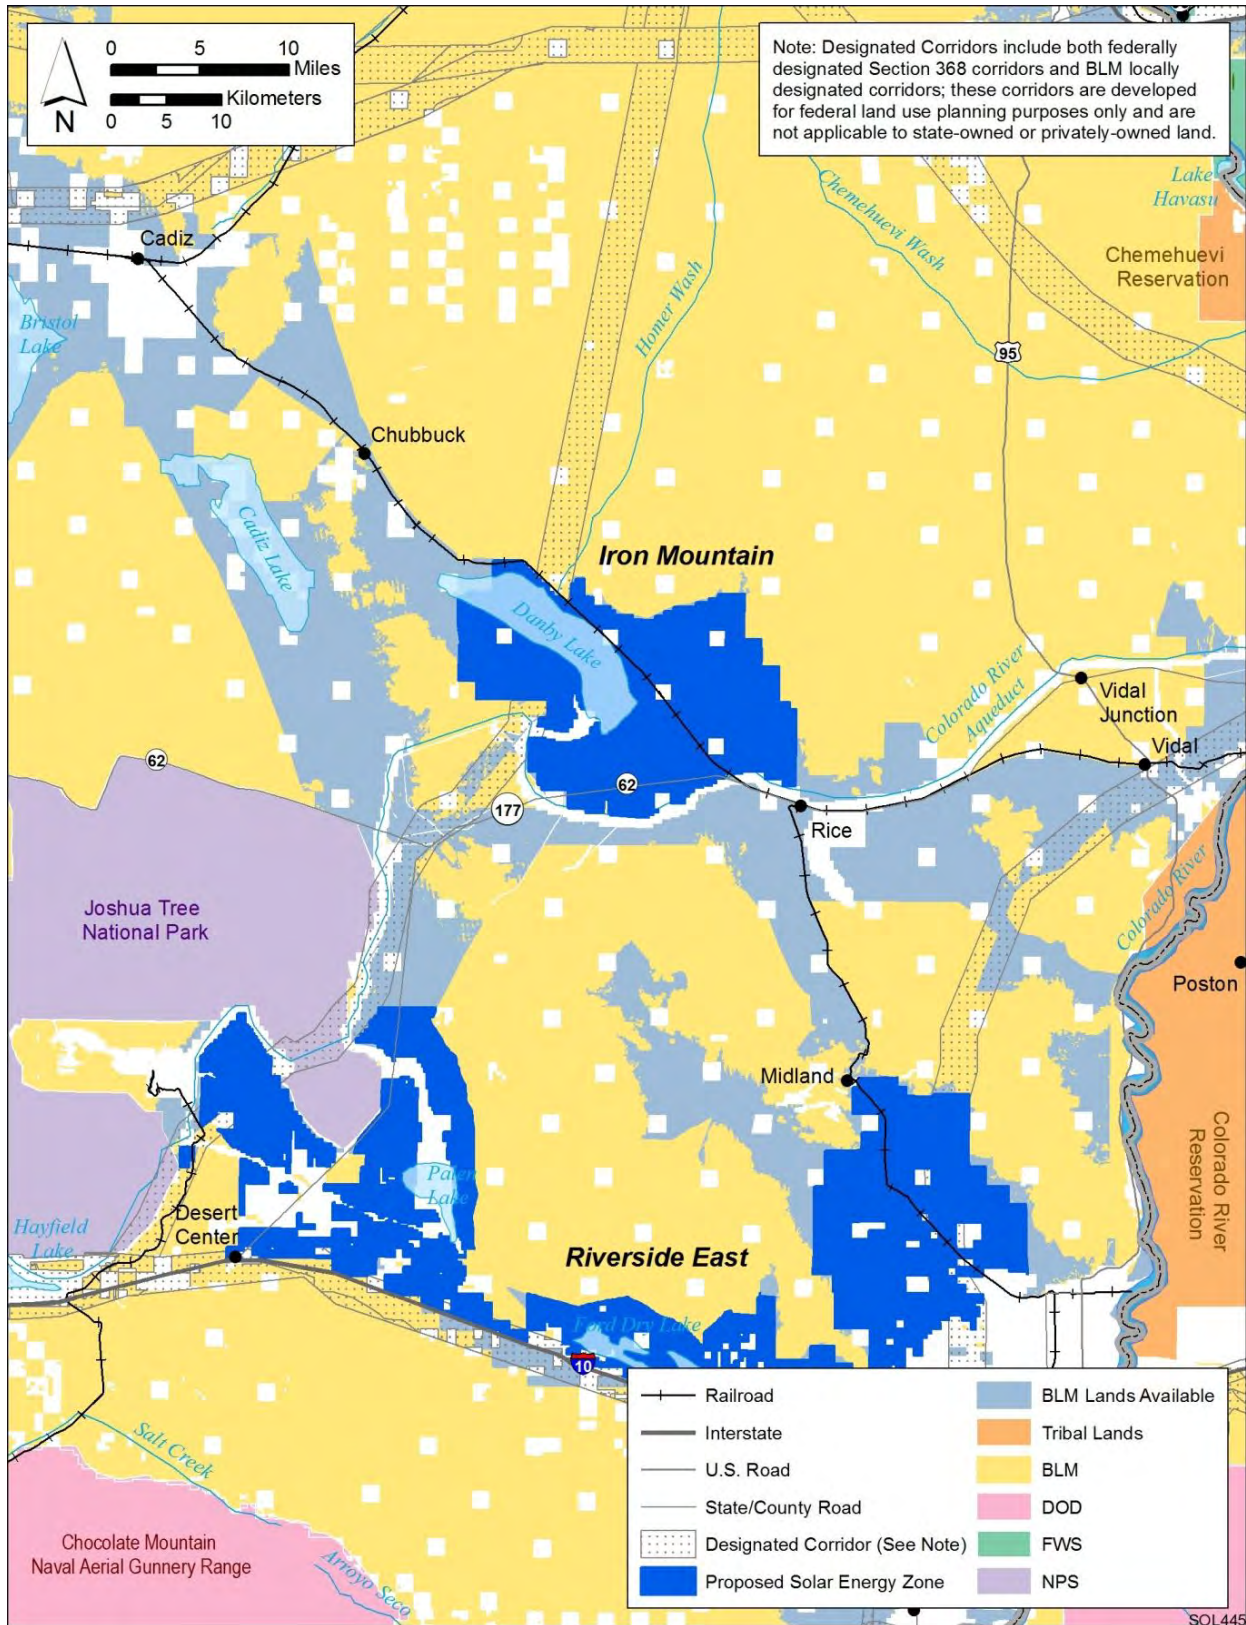 0 5 10
Miles
Kilometers
0 5 10
N
Note: Designated Corridors include both federally
designated Section 368 corridors and BLM locally
designated corridors; these corridors are developed
for federal land use planning purposes only and are
not applicable to state-owned or privately-owned land.
Lake
Havasu
Chemehuevi Wash
Cadiz
Chemehuevi
Reservation
Homer Wash
Bristol
Lake
95
Chubbuck
Cadiz Lake
Iron Mountain
Danby Lake
Colorado River
Aqueduct
Vidal
Junction
Vidal
62
62
177
Rice
Joshua Tree
National Park
Colorado River
Poston
Midland
Colorado River
Reservation
Palen
Lake
Desert
Center
Hayfield
Lake
Riverside East
Ford Dry Lake
10
Salt Creek
Chocolate Mountain
Naval Aerial Gunnery Range
Arroyo Seco
Railroad
Interstate
U.S. Road
State/County Road
Designated Corridor (See Note)
Proposed Solar Energy Zone
BLM Lands Available
Tribal Lands
BLM
DOD
FWS
NPS
SOL445